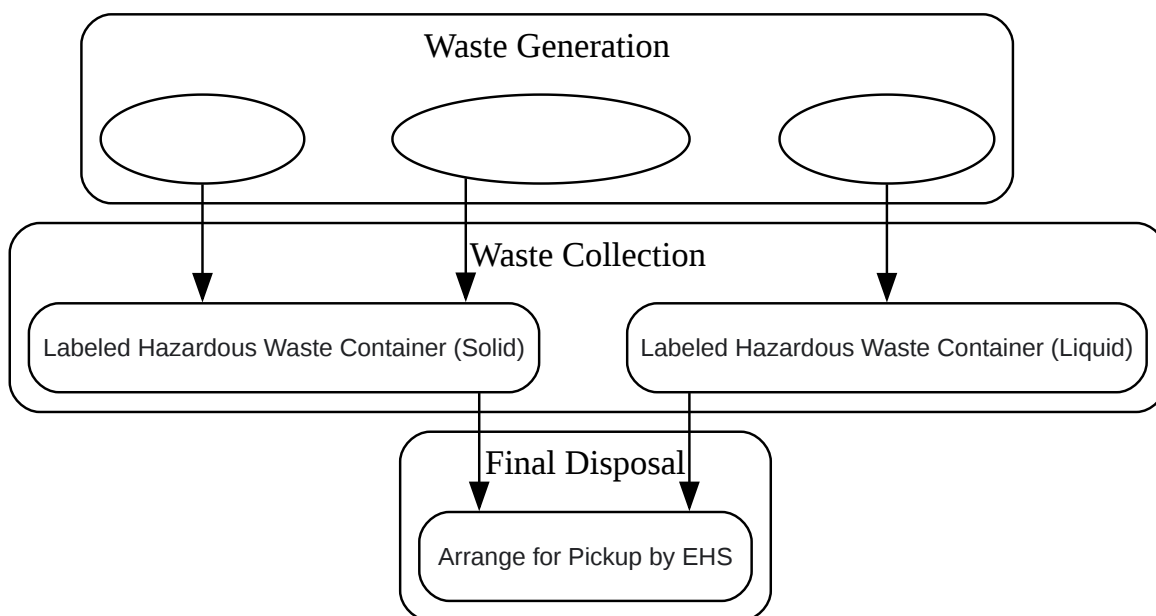 Waste Generation
Waste Collection
Labeled Hazardous Waste Container (Solid)
Labeled Hazardous Waste Container (Liquid)
Final Disposal
Arrange for Pickup by EHS